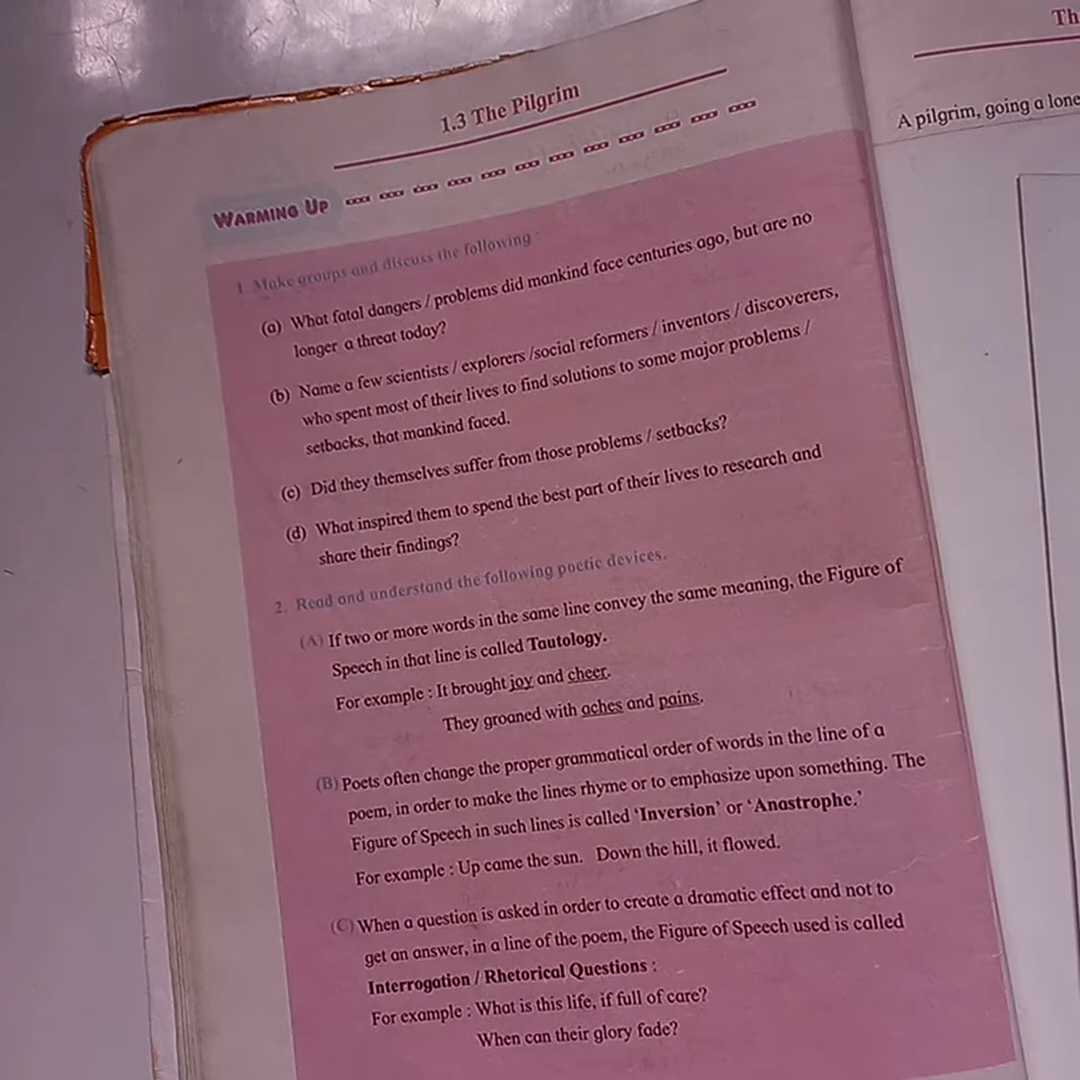 1.3 The Pilgrim
WARMING UP
1. Make groups and discuss the following :
(a) What fatal dangers / problems did mankind face centuries ago, but are no
longer a threat today?
(b) Name a few scientists / explorers /social reformers / inventors / discoverers,
who spent most of their lives to find solutions to some major problems /
setbacks, that mankind faced.
(c) Did they themselves suffer from those problems / setbacks?
(d) What inspired them to spend the best part of their lives to research and
share their findings?
2. Read and understand the following poetic devices.
(A) If two or more words in the same line convey the same meaning, the Figure of
Speech in that line is called Tautology.
For example : It brought joy and cheer.
They groaned with aches and pains.
(B) Poets often change the proper grammatical order of words in the line of a
poem, in order to make the lines rhyme or to emphasize upon something. The
Figure of Speech in such lines is called ‘Inversion’ or ‘Anastrophe.’
For example : Up came the sun. Down the hill, it flowed.
(C) When a question is asked in order to create a dramatic effect and not to
get an answer, in a line of the poem, the Figure of Speech used is called
Interrogation / Rhetorical Questions :
For example : What is this life, if full of care?
When can their glory fade?
Th
A pilgrim, going a lone